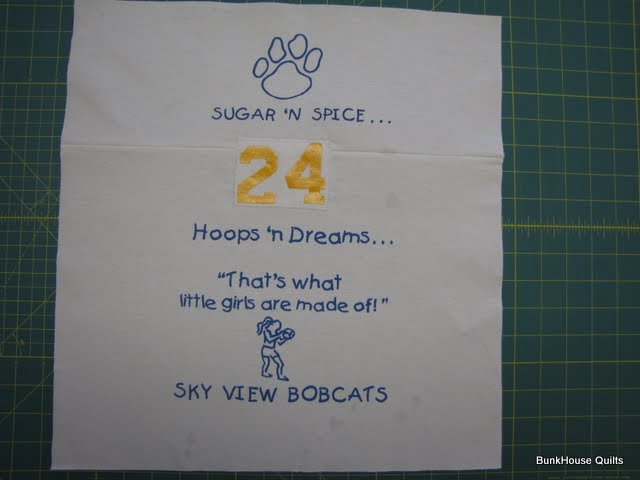 SUGAR 'N SPICE...
24
Hoops 'n Dreams...
"That's what
little girls are made of!"
SKY VIEW BOBCATS
BunkHouse Quilts